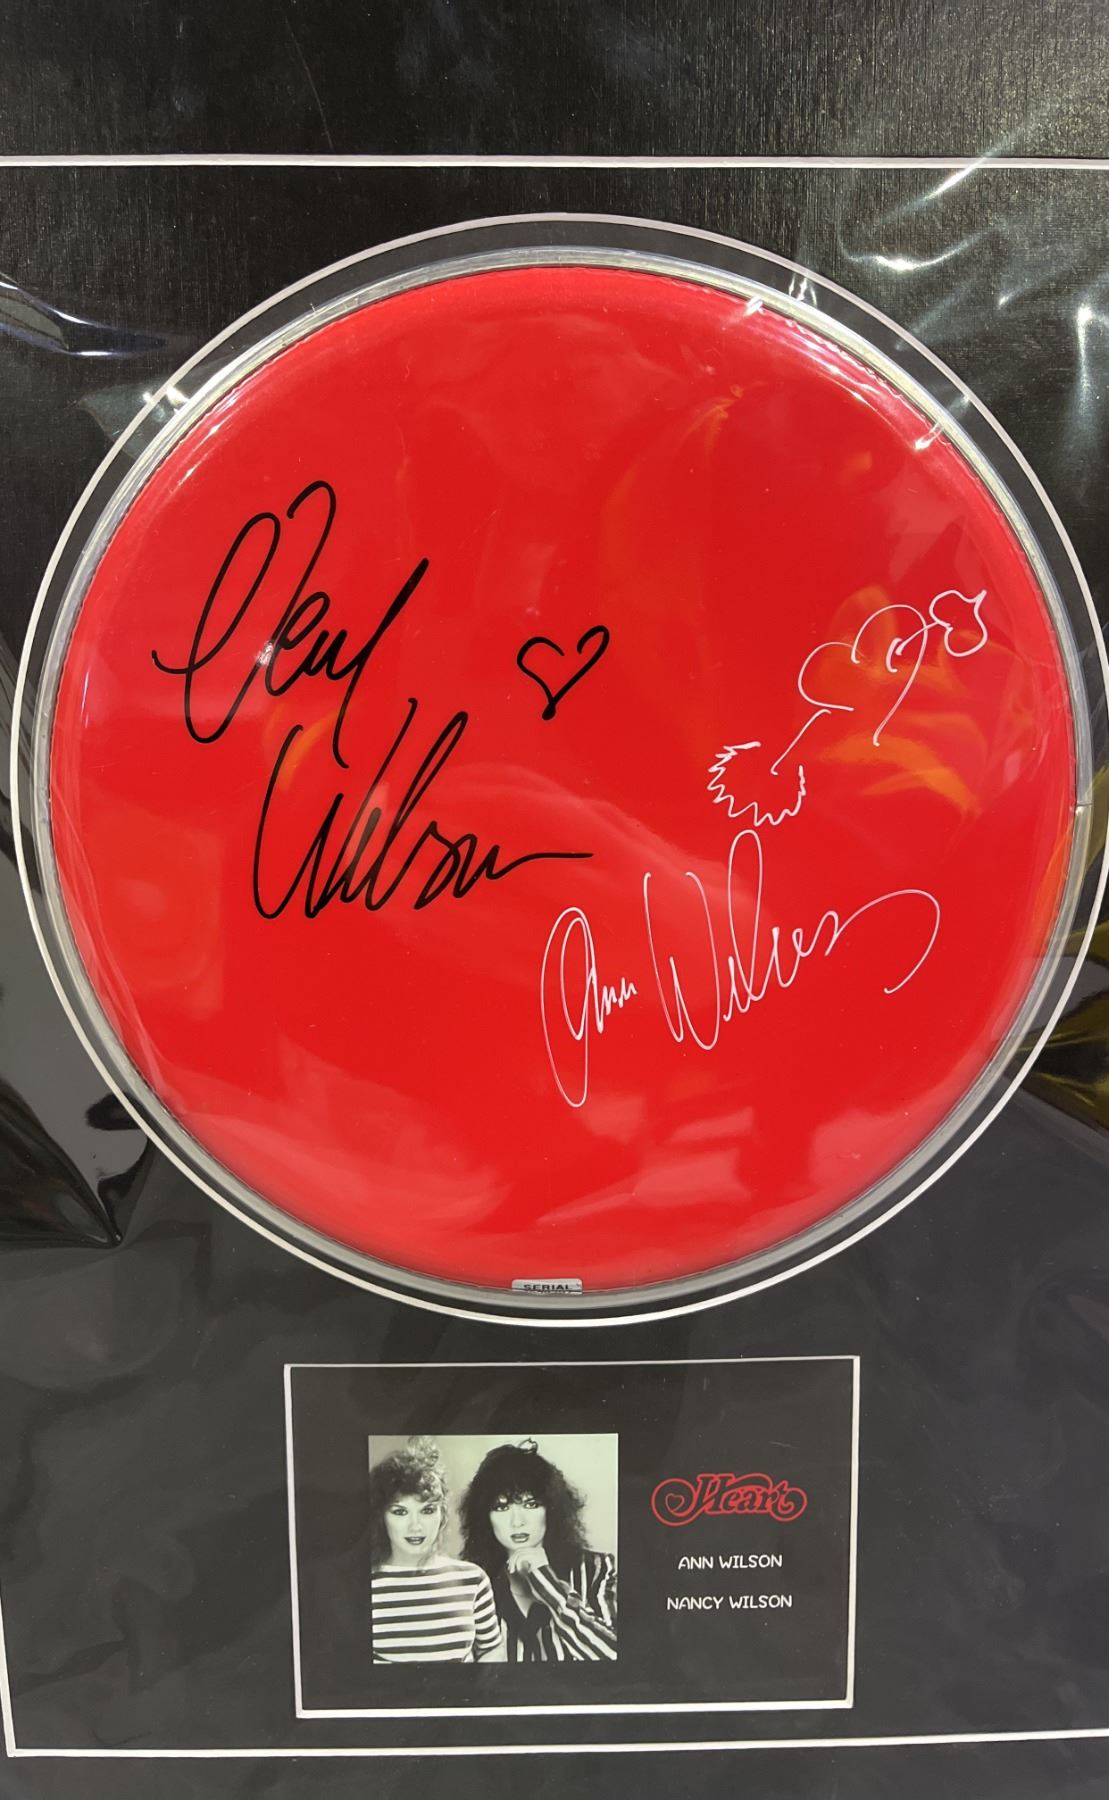 Nancy
Wilson
Ann Wilson
SERIAL
Heart
ANN WILSON
NANCY WILSON